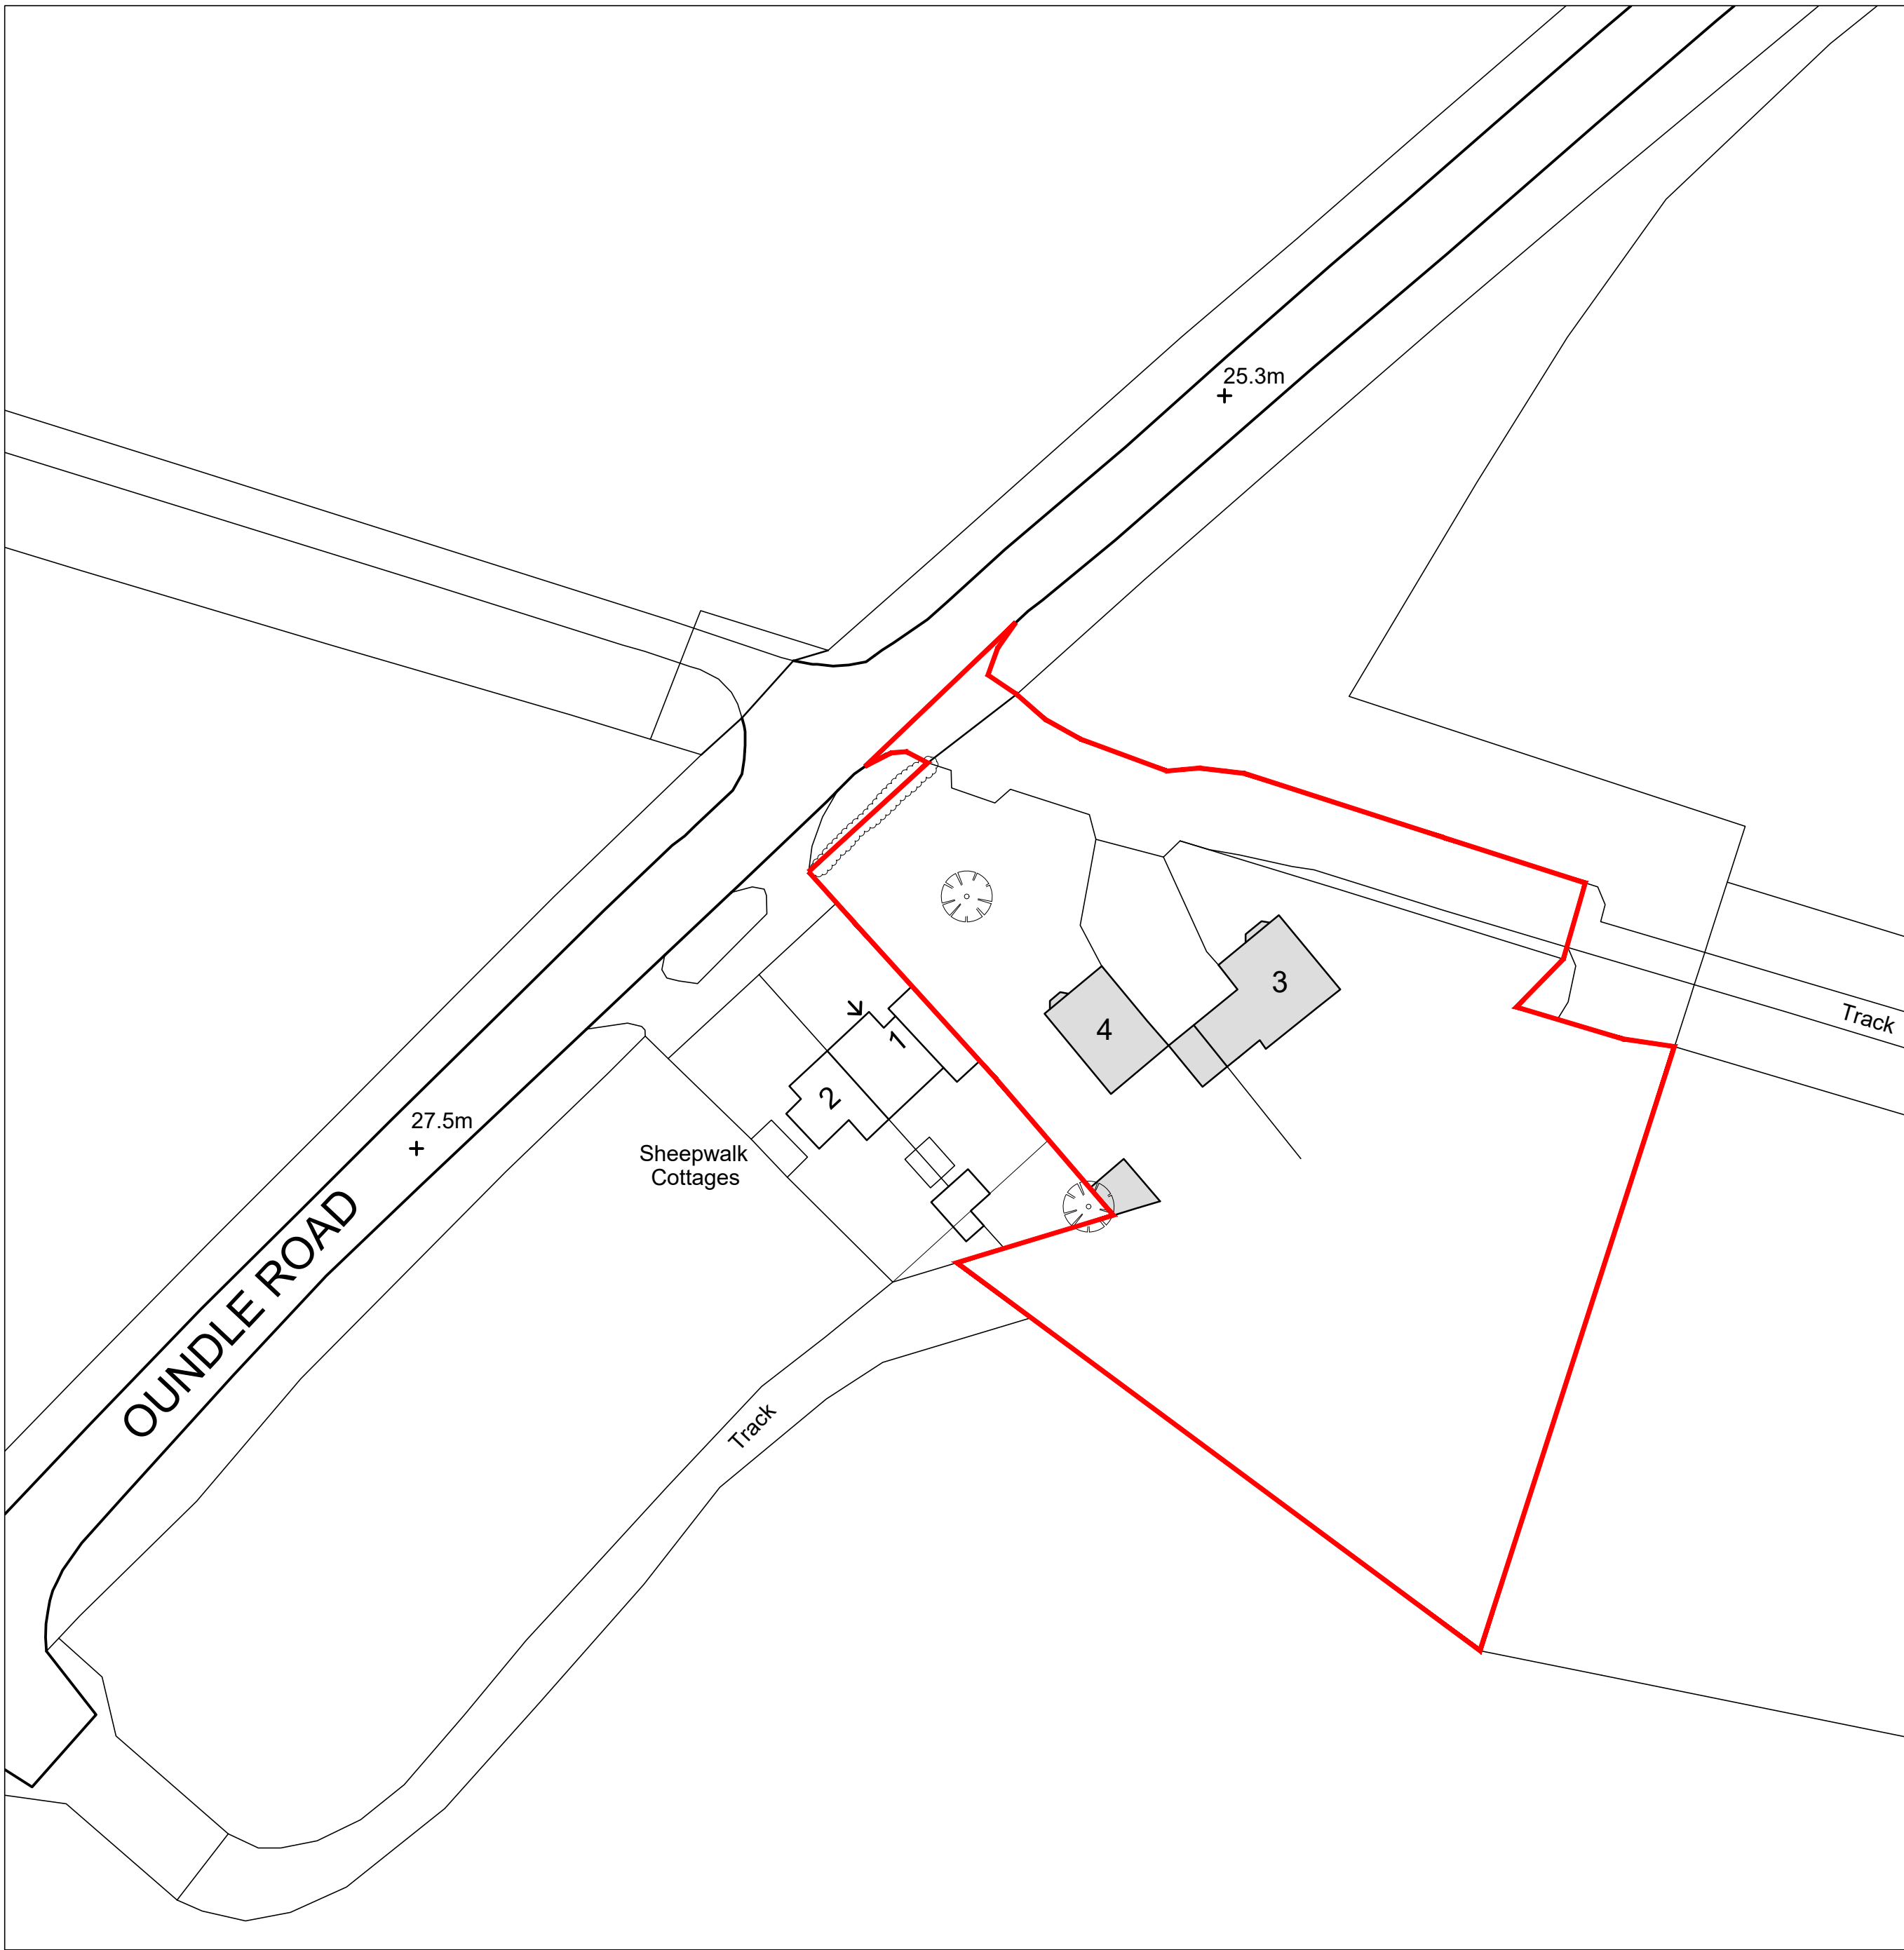 25.3m
3
4
Track
1
2
27.5m
Sheepwalk
Cottages
OUNDLE ROAD
Track